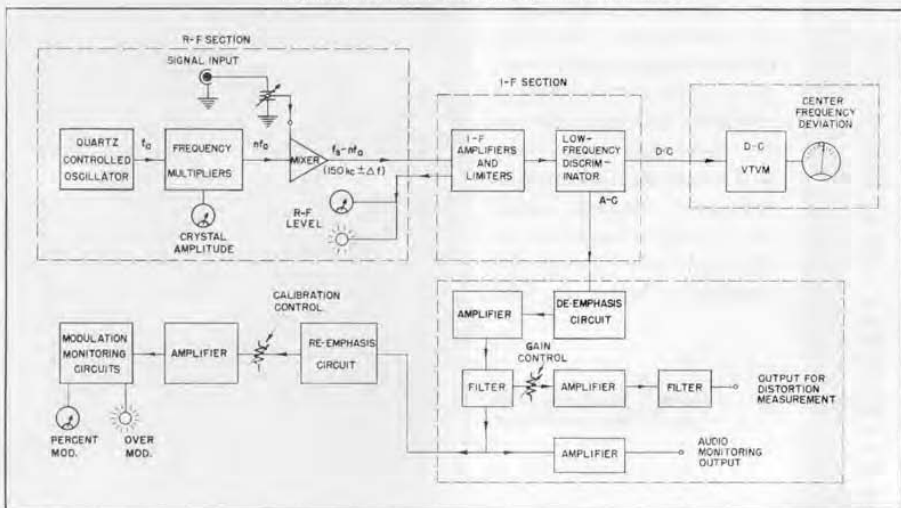 R-F SECTION
SIGNAL INPUT
QUARTZ
CONTROLLED
OSCILLATOR
fₐ
FREQUENCY
MULTIPLIERS
nfₐ
MIXER
fₛ-nfₐ
(150 kc ± Δf)
CRYSTAL
AMPLITUDE
R-F
LEVEL
I-F SECTION
I-F
AMPLIFIERS
AND
LIMITERS
LOW-
FREQUENCY
DISCRIM-
INATOR
D-C
A-C
CENTER
FREQUENCY
DEVIATION
D-C
VTVM
MODULATION
MONITORING
CIRCUITS
PERCENT
MOD.
OVER
MOD.
AMPLIFIER
CALIBRATION
CONTROL
RE-EMPHASIS
CIRCUIT
AMPLIFIER
DE-EMPHASIS
CIRCUIT
FILTER
GAIN
CONTROL
AMPLIFIER
FILTER
OUTPUT FOR
DISTORTION
MEASUREMENT
AMPLIFIER
AUDIO
MONITORING
OUTPUT